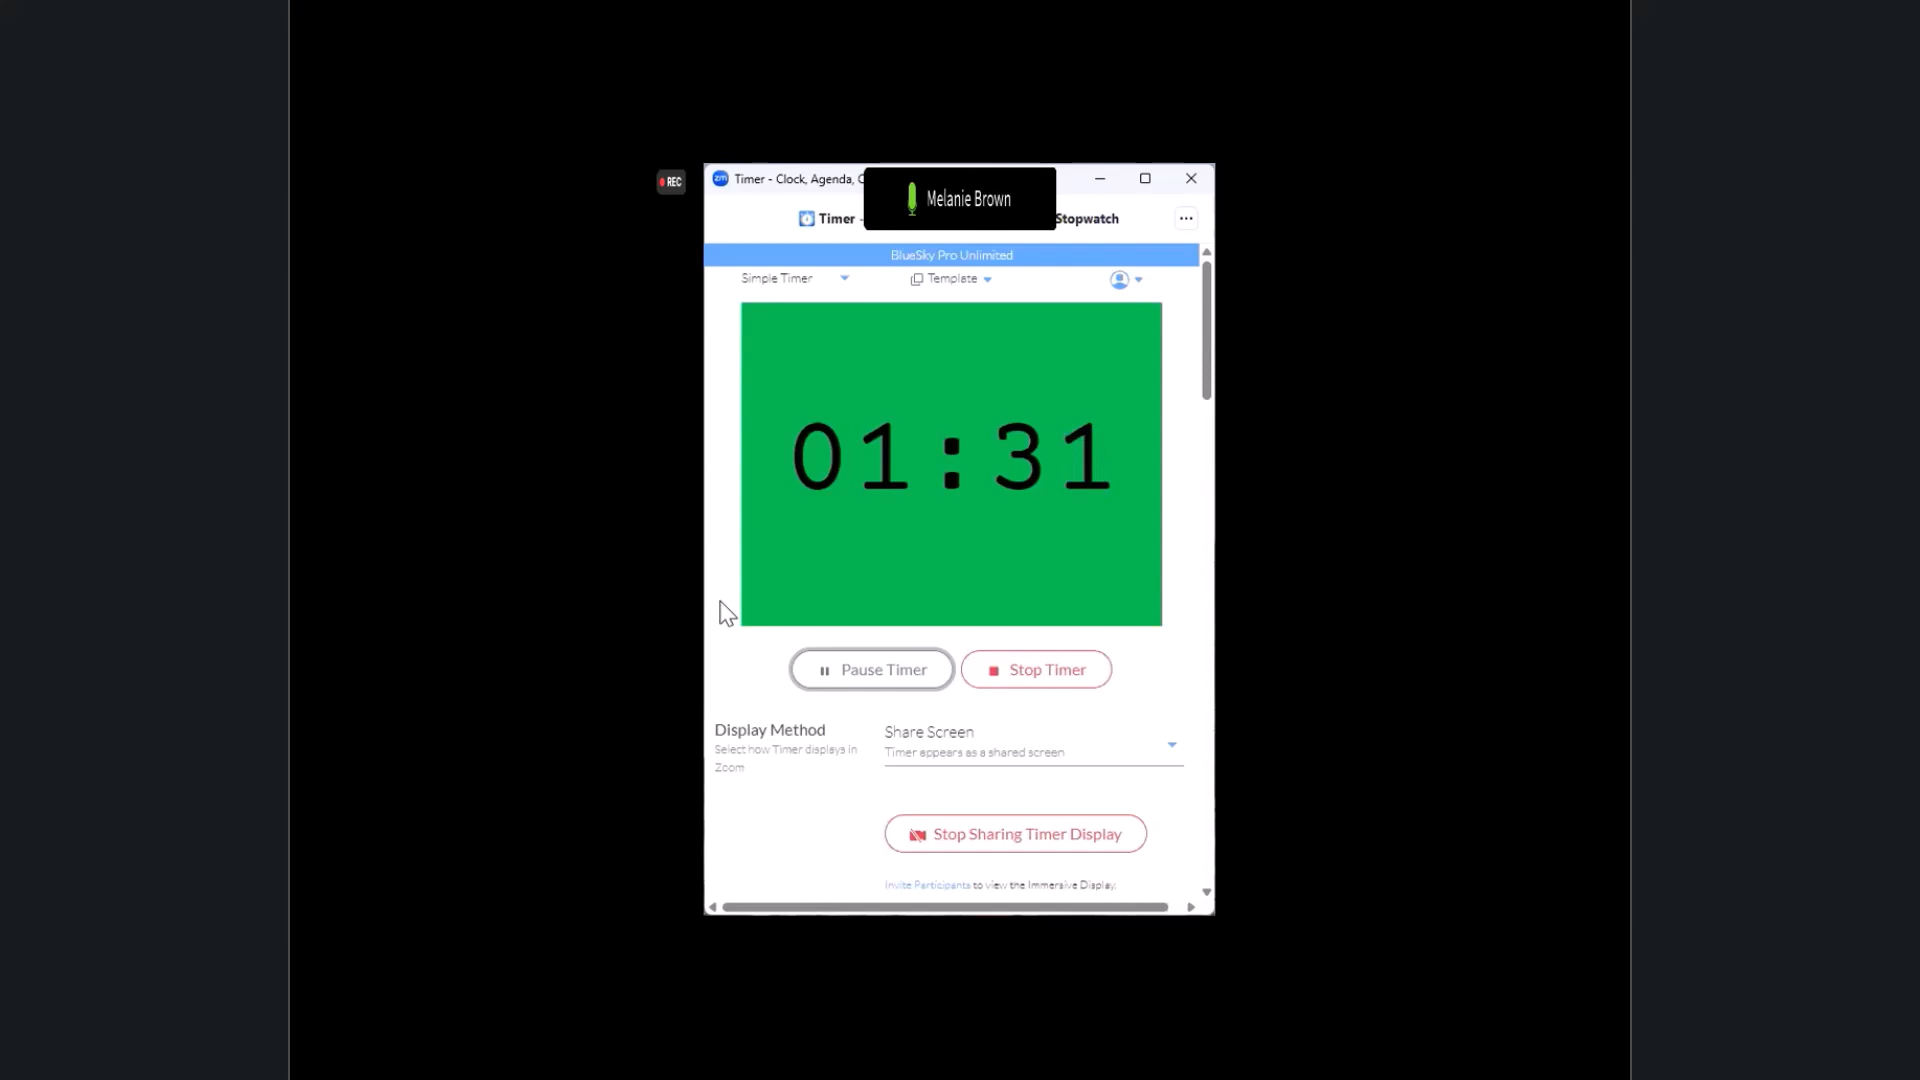 REC
zm Timer - Clock, Agenda, C
Melanie Brown
Timer - Stopwatch
BlueSky Pro Unlimited
Simple Timer
Template
01:31
Pause Timer
Stop Timer
Display Method
Select how Timer displays in
Zoom
Share Screen
Timer appears as a shared screen
Stop Sharing Timer Display
Invite Participants to view the Immersive Display.